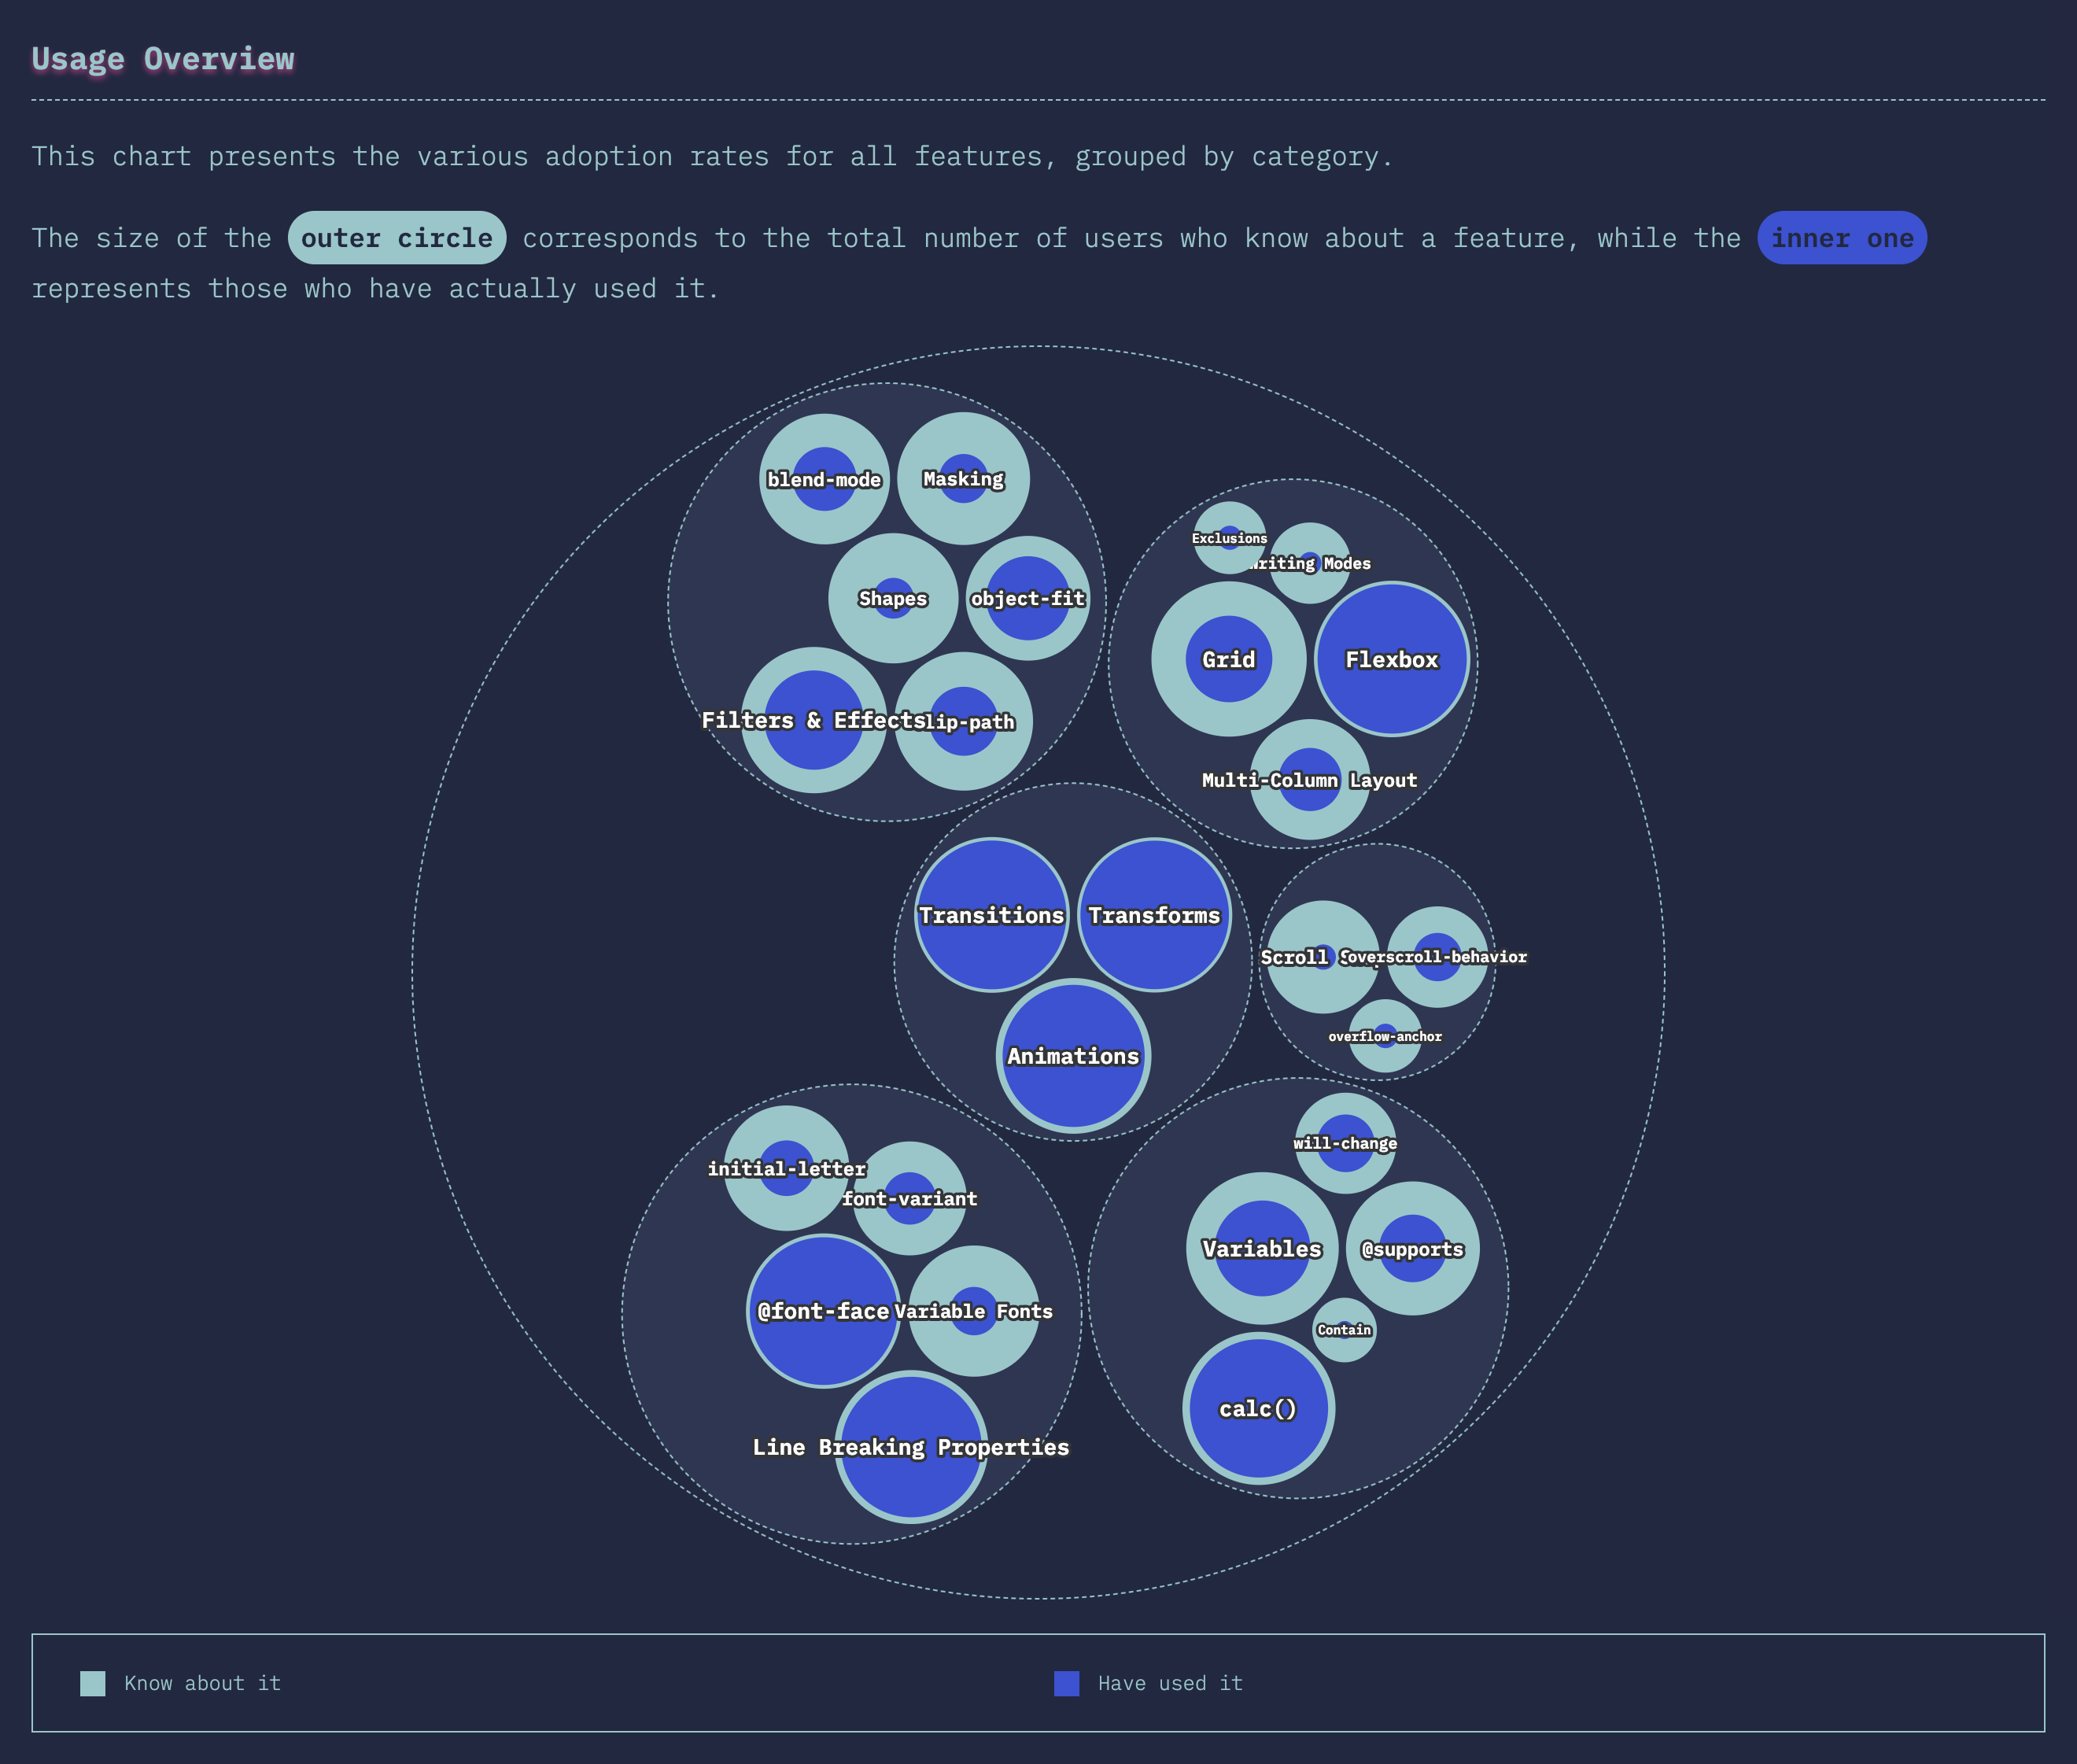 Usage Overview
This chart presents the various adoption rates for all features, grouped by category.
The size of the outer circle corresponds to the total number of users who know about a feature, while the inner one
represents those who have actually used it.
blend-mode
Masking
Shapes
object-fit
Filters & Effects
lip-path
Exclusions
Writing Modes
Grid
Flexbox
Multi-Column Layout
Transitions
Transforms
Animations
Scroll
overscroll-behavior
overflow-anchor
initial-letter
font-variant
@font-face
Variable Fonts
Line Breaking Properties
will-change
Variables
@supports
Contain
calc()
Know about it
Have used it